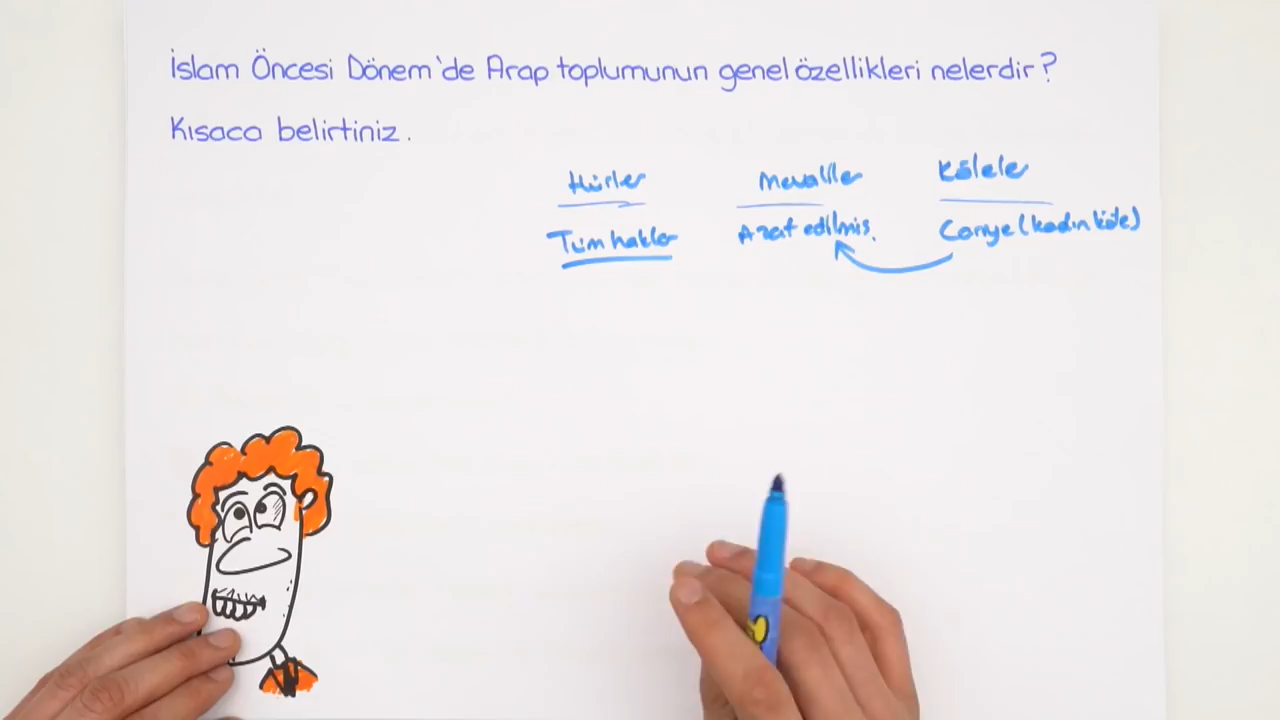 İslam Öncesi Dönem'de Arap toplumunun genel özellikleri nelerdir?
Kısaca belirtiniz.
Hürler Mevaliler Köleler
Tüm haklar Azat edilmiş. Cariye (kadın köle)